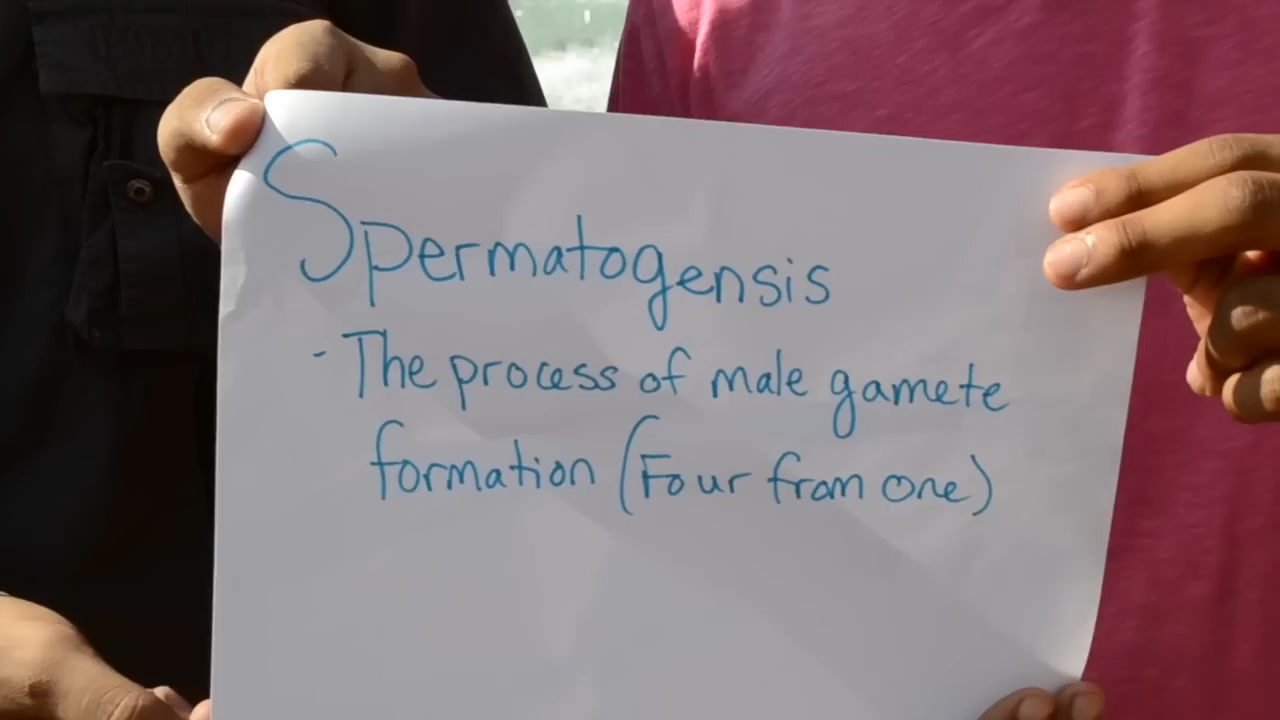 Spermatogensis
- The process of male gamete
formation (Four from one)